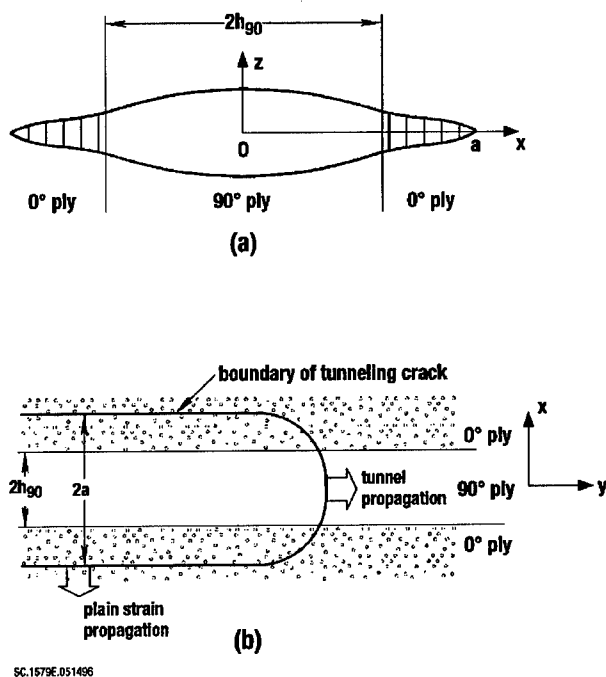 2h90
z
0
a
x
0° ply
90° ply
0° ply
(a)
boundary of tunneling crack
x
0° ply
2h90
2a
tunnel
propagation
90° ply
y
0° ply
plain strain
propagation
(b)
SC.1579E.051496